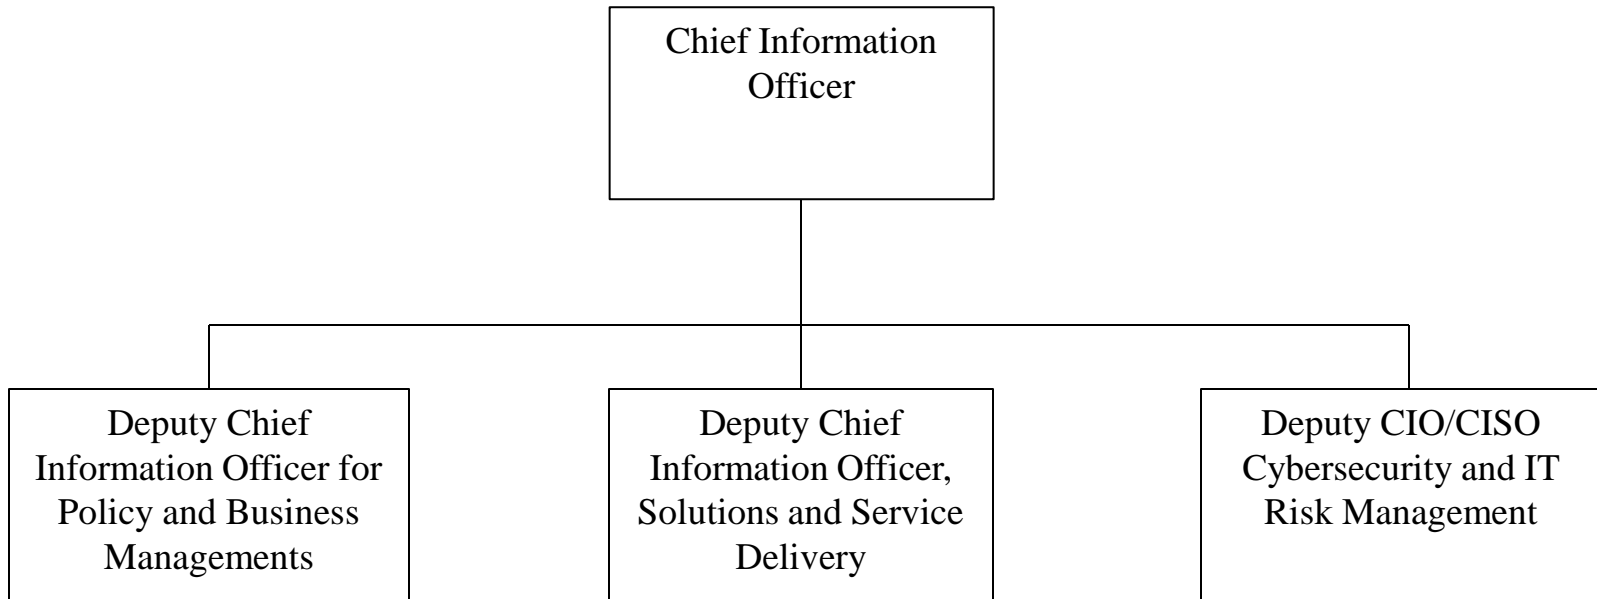 Chief Information
Officer
Deputy Chief
Information Officer for
Policy and Business
Managements
Deputy Chief
Information Officer,
Solutions and Service
Delivery
Deputy CIO/CISO
Cybersecurity and IT
Risk Management